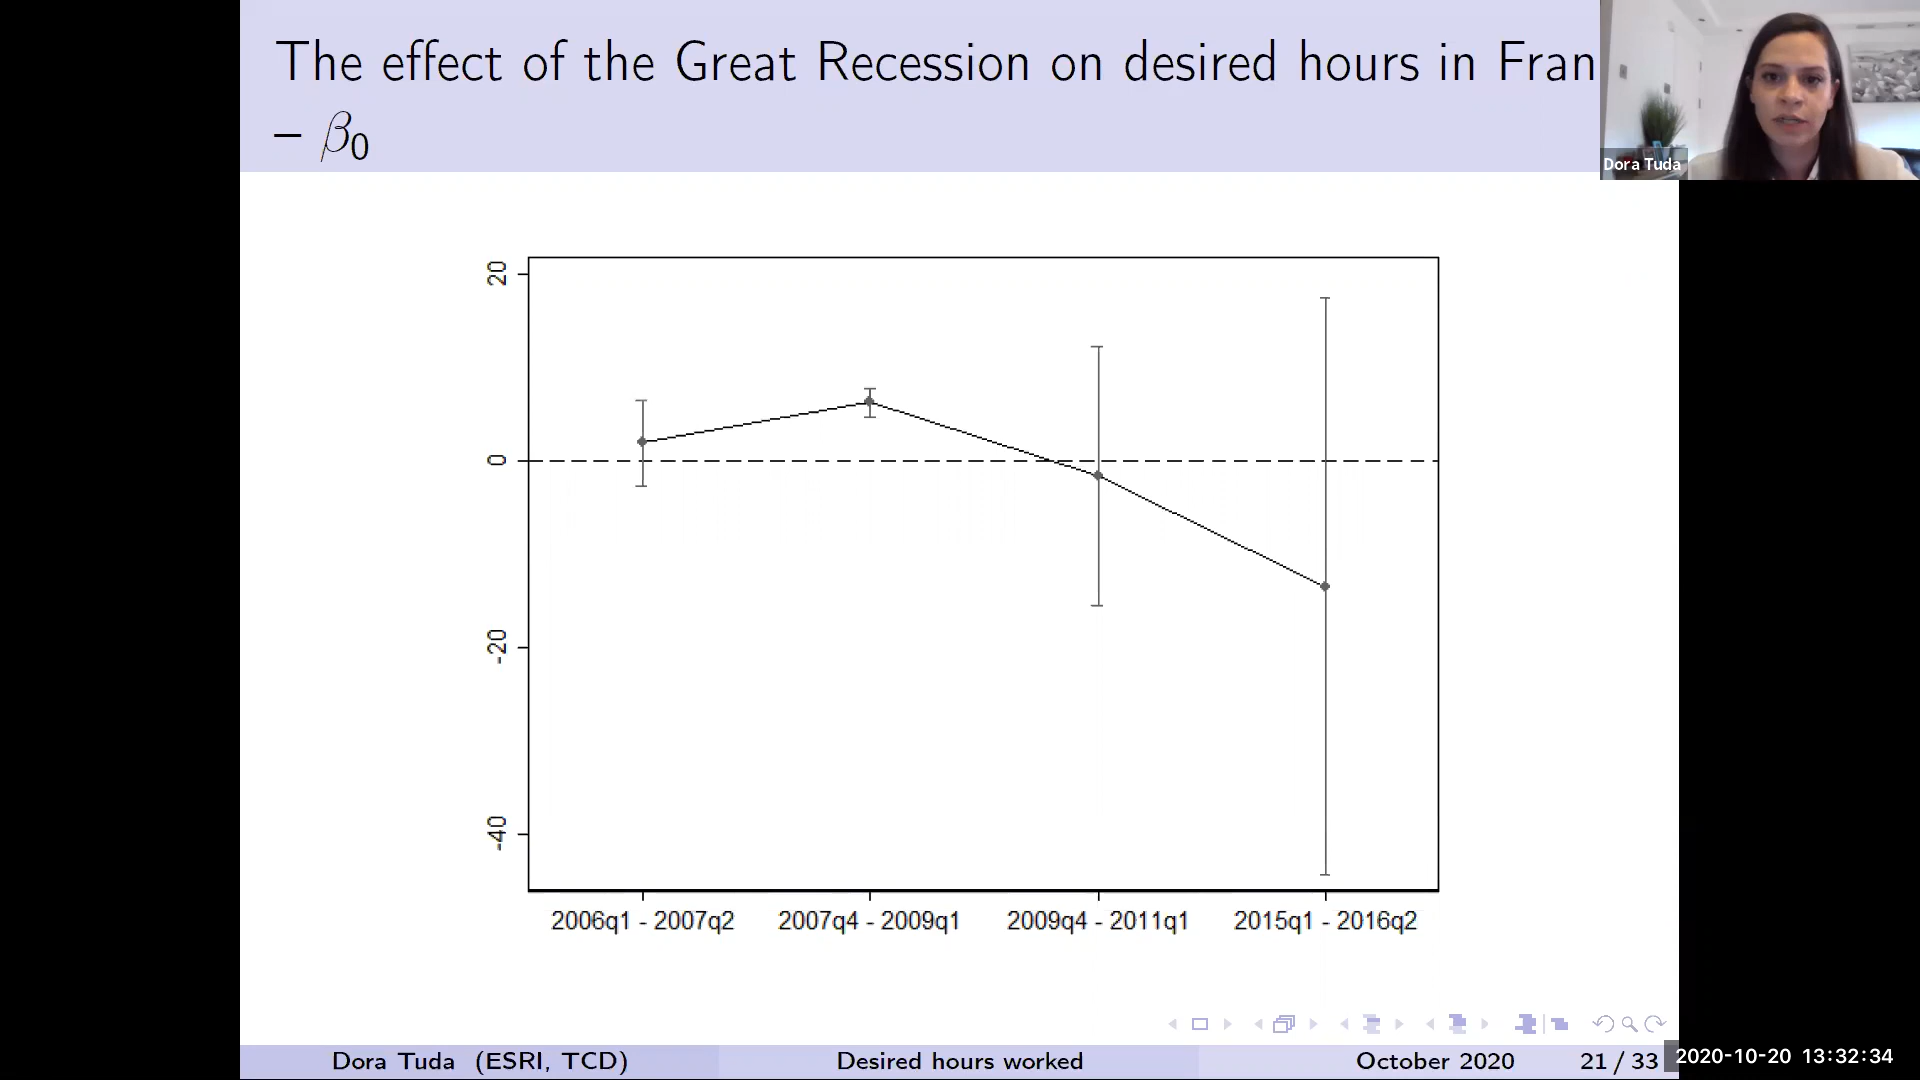 The effect of the Great Recession on desired hours in Fran
– β0
Dora Tuda
20
0
-20
-40
2006q1 - 2007q2
2007q4 - 2009q1
2009q4 - 2011q1
2015q1 - 2016q2
Dora Tuda (ESRI, TCD)
Desired hours worked
October 2020
21 / 33
2020-10-20 13:32:34